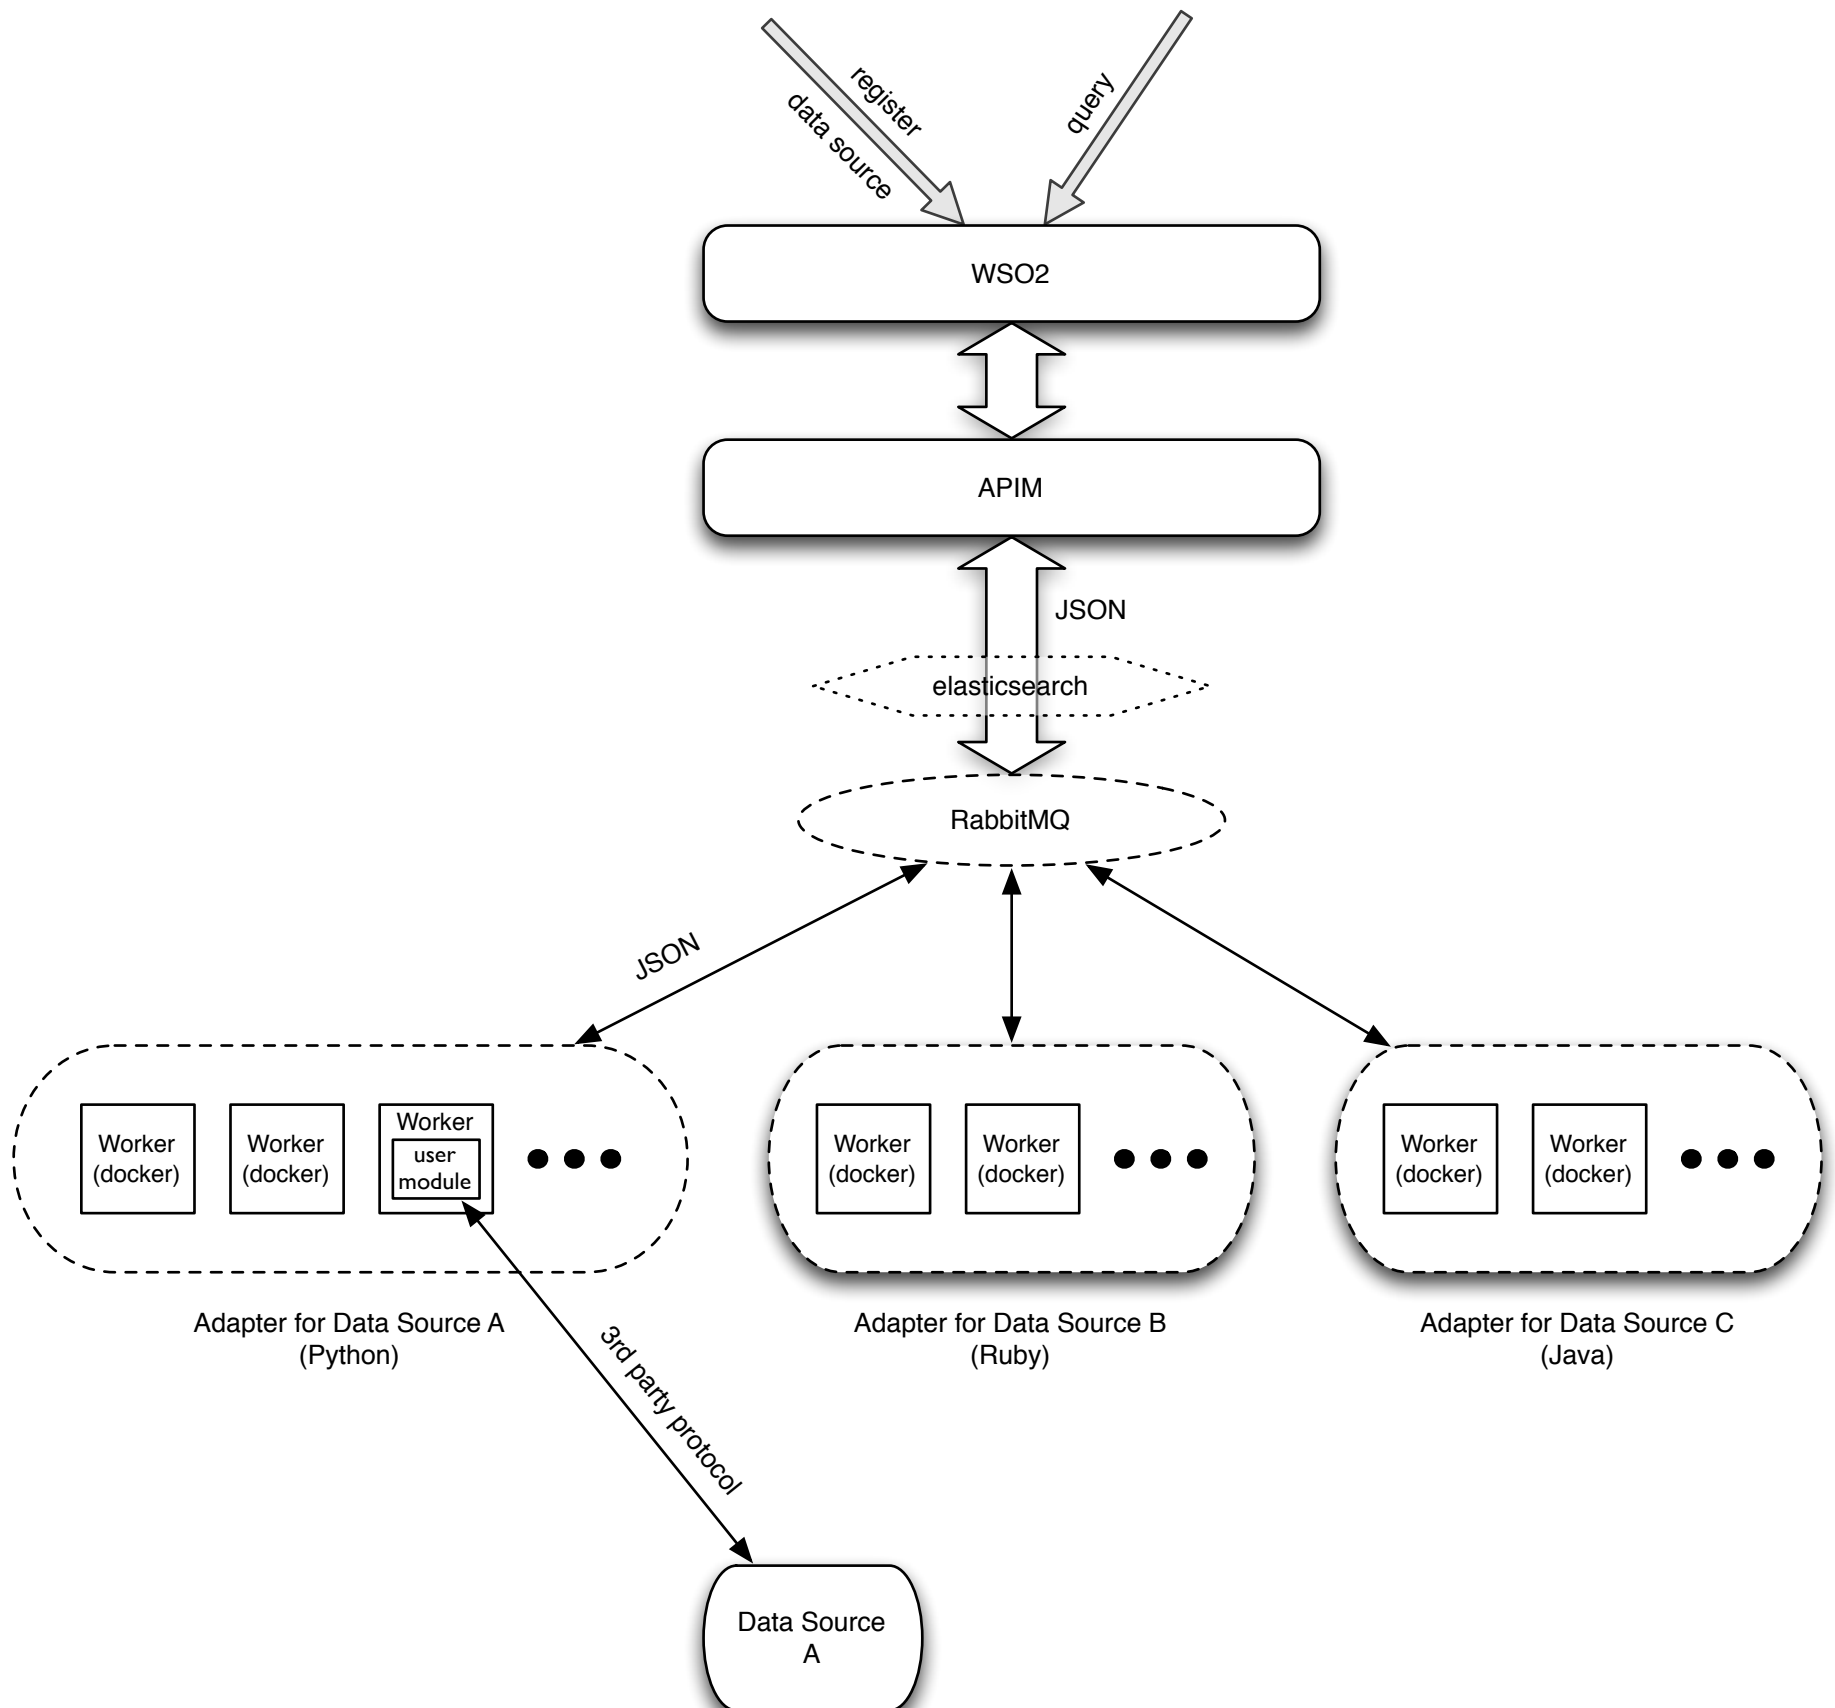 register
data source
query
WSO2
APIM
JSON
elasticsearch
RabbitMQ
JSON
Worker
(docker)
Worker
(docker)
Worker
user
module
Worker
(docker)
Worker
(docker)
Worker
(docker)
Worker
(docker)
Adapter for Data Source A
(Python)
Adapter for Data Source B
(Ruby)
Adapter for Data Source C
(Java)
3rd party protocol
Data Source
A